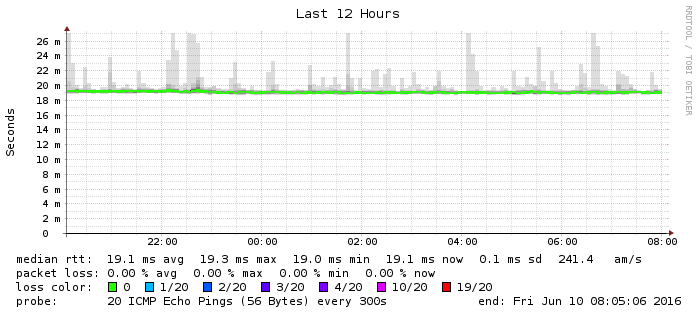 Last 12 Hours
RRDTOOL / TOBI OETIKER
Seconds
26 m
24 m
22 m
20 m
18 m
16 m
14 m
12 m
10 m
8 m
6 m
4 m
2 m
0
22:00 00:00 02:00 04:00 06:00 08:00
median rtt: 19.1 ms avg 19.3 ms max 19.0 ms min 19.1 ms now 0.1 ms sd 241.4 am/s
packet loss: 0.00 % avg 0.00 % max 0.00 % min 0.00 % now
loss color: 0 1/20 2/20 3/20 4/20 10/20 19/20
probe: 20 ICMP Echo Pings (56 Bytes) every 300s end: Fri Jun 10 08:05:06 2016